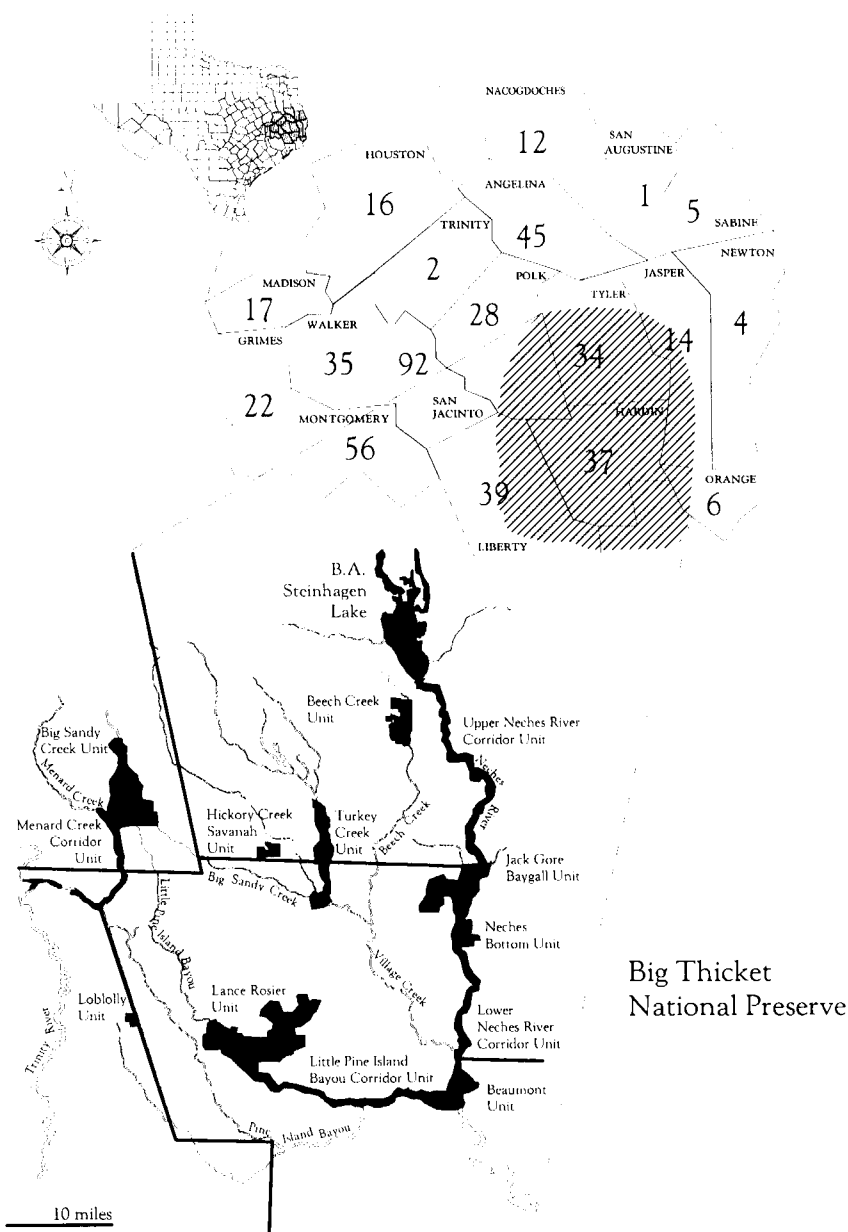 NACOGDOCHES
12
SAN
AUGUSTINE
HOUSTON
16
ANGELINA
1
5
SABINE
TRINITY
45
NEWTON
2
POLK
JASPER
MADISON
17
TYLER
28
4
GRIMES
WALKER
35
92
34
14
22
SAN
JACINTO
HARDIN
MONTGOMERY
56
37
39
ORANGE
6
LIBERTY
B.A.
Steinhagen
Lake
Beech Creek
Unit
Upper Neches River
Corridor Unit
Big Sandy
Creek Unit
Neches
River
Menard Creek
Menard Creek
Corridor
Unit
Hickory Creek
Savanah
Unit
Turkey
Creek
Unit
Beech Creek
Jack Gore
Baygall Unit
Big Sandy Creek
Little
Pine Island Bayou
Neches
Bottom Unit
Village Creek
Big Thicket
National Preserve
Loblolly
Unit
Lance Rosier
Unit
Lower
Neches River
Corridor Unit
Trinity River
Little Pine Island
Bayou Corridor Unit
Beaumont
Unit
Pine Island Bayou
10 miles